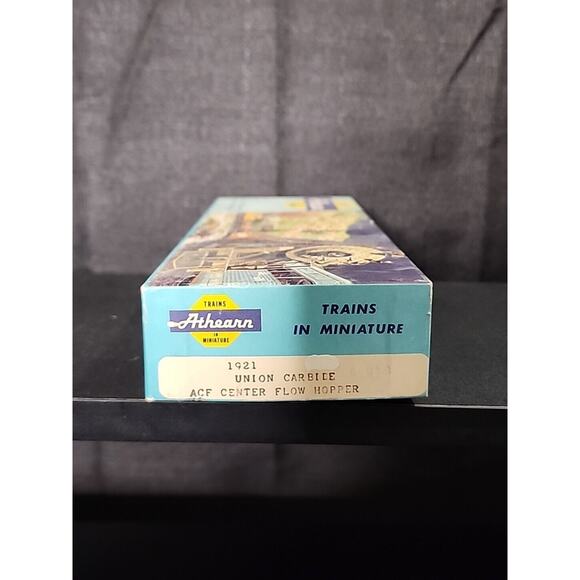 TRAINS
Athearn
IN
MINIATURE
TRAINS
IN MINIATURE
1921
UNION CARBIDE
ACF CENTER FLOW HOPPER